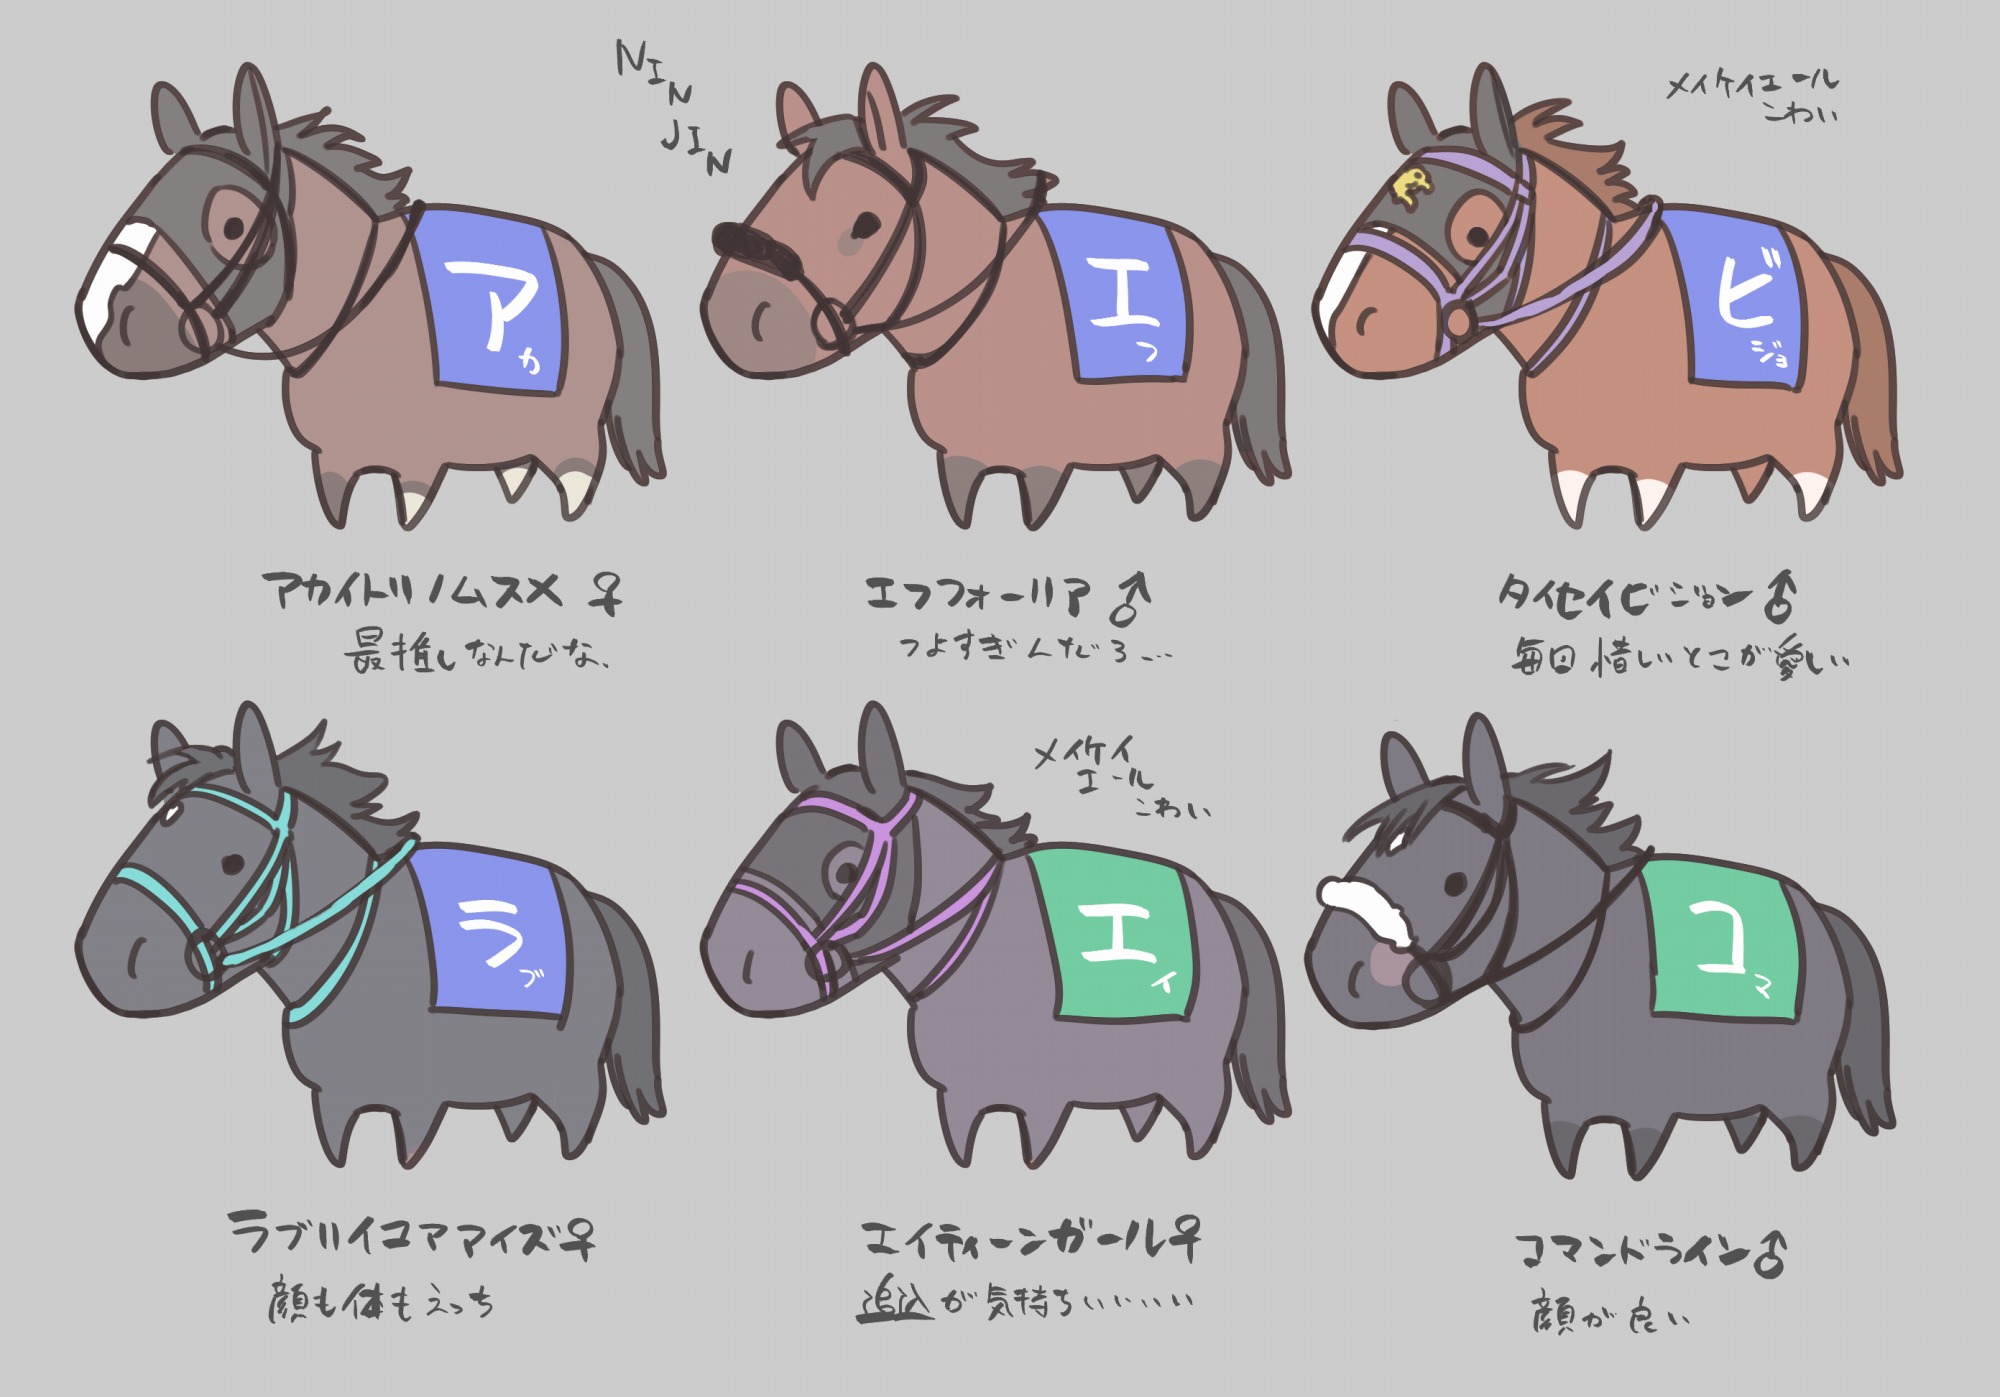 NINJIN
メイケイエール
こわい
ア
カ
エ
フ
ビ
ジョ
アカイトリノムスメ♀
最推しなんだな、
エフフォーリア♂
つよすぎんだろ…
タイセイビジョン♂
毎日惜しいとこが愛しい
メイケイ
エール
こわい
ラ
ブ
エ
イ
コ
マ
ラブリイユアアイズ♀
顔も体もえっち
エイティーンガール♀
追込が気持ちいいいい
コマンドライン♂
顔が良い